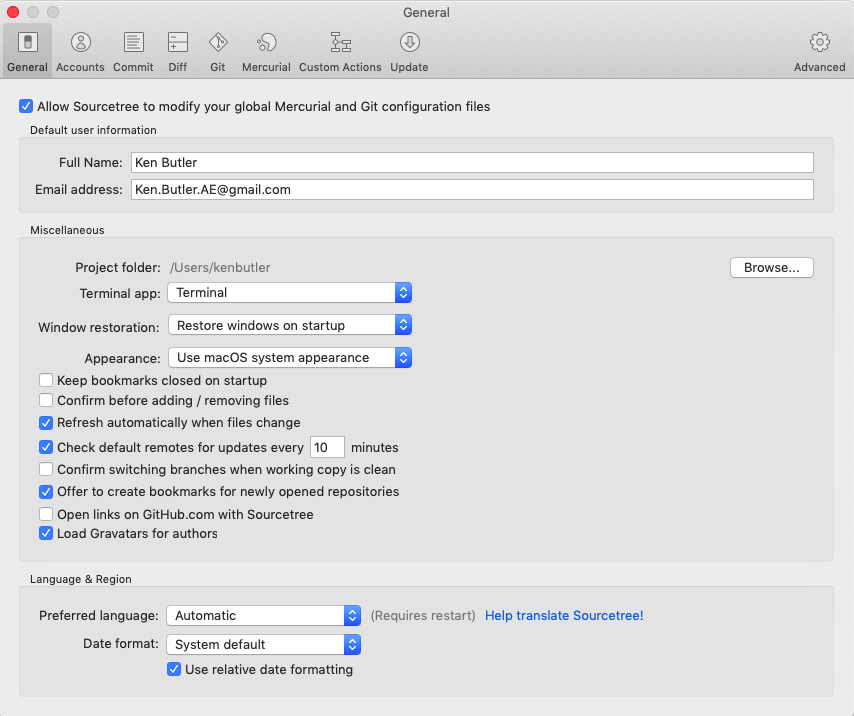 General
General Accounts Commit Diff Git Mercurial Custom Actions Update Advanced
Allow Sourcetree to modify your global Mercurial and Git configuration files
Default user information
Full Name: Ken Butler
Email address: Ken.Butler.AE@gmail.com
Miscellaneous
Project folder: /Users/kenbutler Browse...
Terminal app: Terminal
Window restoration: Restore windows on startup
Appearance: Use macOS system appearance
Keep bookmarks closed on startup
Confirm before adding / removing files
Refresh automatically when files change
Check default remotes for updates every 10 minutes
Confirm switching branches when working copy is clean
Offer to create bookmarks for newly opened repositories
Open links on GitHub.com with Sourcetree
Load Gravatars for authors
Language & Region
Preferred language: Automatic (Requires restart) Help translate Sourcetree!
Date format: System default
Use relative date formatting